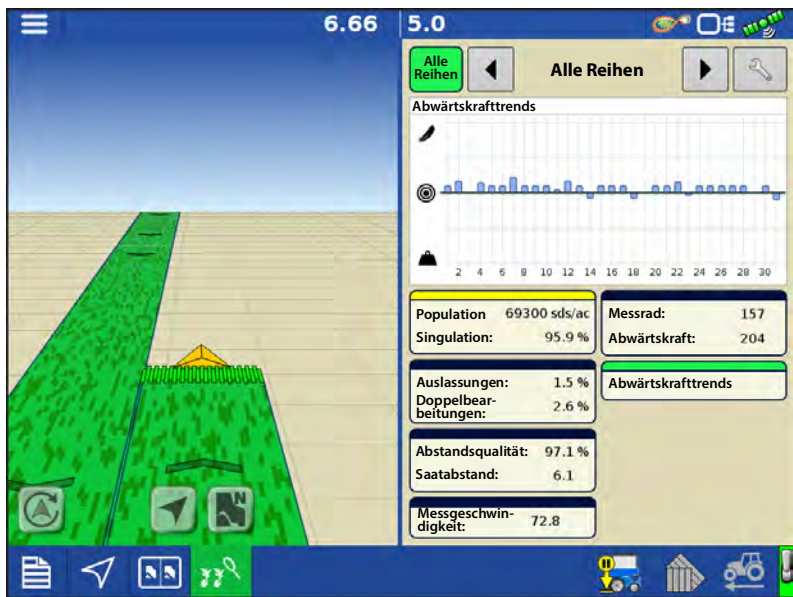 6.66
5.0
Alle
Reihen
Alle Reihen
Abwärtskrafttrends
2 4 6 8 10 12 14 16 18 20 22 24 26 28 30
Population 69300 sds/ac
Singulation: 95.9 %
Messrad: 157
Abwärtskraft: 204
Auslassungen: 1.5 %
Doppelbear-
beitungen: 2.6 %
Abwärtskrafttrends
Abstandsqualität: 97.1 %
Saatabstand: 6.1
Messgeschwin-
digkeit: 72.8
N